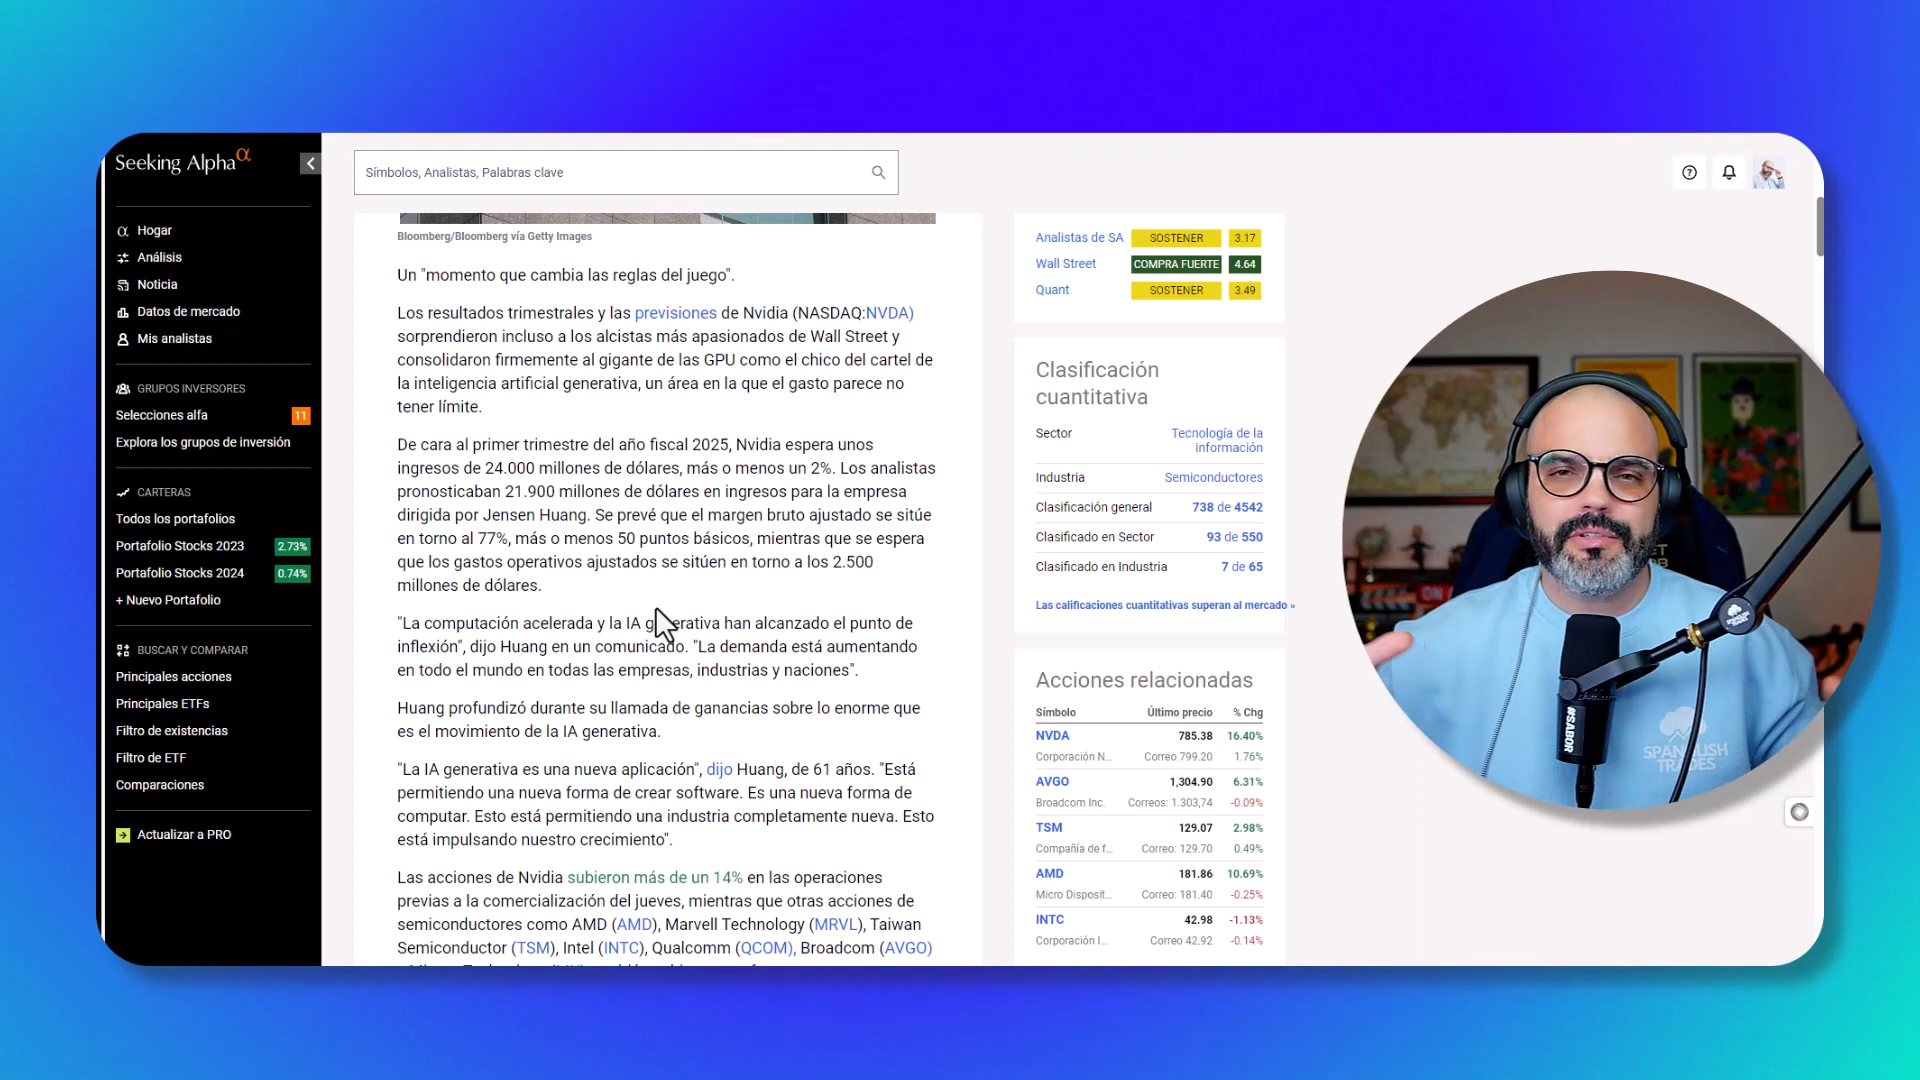 Seeking Alphaα
Hogar
Análisis
Noticia
Datos de mercado
Mis analistas
GRUPOS INVERSORES
Selecciones alfa 11
Explora los grupos de inversión
CARTERAS
Todos los portafolios
Portafolio Stocks 2023 2.73%
Portafolio Stocks 2024 0.74%
+ Nuevo Portafolio
BUSCAR Y COMPARAR
Principales acciones
Principales ETFs
Filtro de existencias
Filtro de ETF
Comparaciones
Actualizar a PRO
Símbolos, Analistas, Palabras clave
Bloomberg/Bloomberg vía Getty Images
Un "momento que cambia las reglas del juego".
Los resultados trimestrales y las previsiones de Nvidia (NASDAQ:NVDA)
sorprendieron incluso a los alcistas más apasionados de Wall Street y
consolidaron firmemente al gigante de las GPU como el chico del cartel de
la inteligencia artificial generativa, un área en la que el gasto parece no
tener límite.
De cara al primer trimestre del año fiscal 2025, Nvidia espera unos
ingresos de 24.000 millones de dólares, más o menos un 2%. Los analistas
pronosticaban 21.900 millones de dólares en ingresos para la empresa
dirigida por Jensen Huang. Se prevé que el margen bruto ajustado se sitúe
en torno al 77%, más o menos 50 puntos básicos, mientras que se espera
que los gastos operativos ajustados se sitúen en torno a los 2.500
millones de dólares.
"La computación acelerada y la IA generativa han alcanzado el punto de
inflexión", dijo Huang en un comunicado. "La demanda está aumentando
en todo el mundo en todas las empresas, industrias y naciones".
Huang profundizó durante su llamada de ganancias sobre lo enorme que
es el movimiento de la IA generativa.
"La IA generativa es una nueva aplicación", dijo Huang, de 61 años. "Está
permitiendo una nueva forma de crear software. Es una nueva forma de
computar. Esto está permitiendo una industria completamente nueva. Esto
está impulsando nuestro crecimiento".
Las acciones de Nvidia subieron más de un 14% en las operaciones
previas a la comercialización del jueves, mientras que otras acciones de
semiconductores como AMD (AMD), Marvell Technology (MRVL), Taiwan
Semiconductor (TSM), Intel (INTC), Qualcomm (QCOM), Broadcom (AVGO)
Analistas de SA SOSTENER 3.17
Wall Street COMPRA FUERTE 4.64
Quant SOSTENER 3.49
Clasificación
cuantitativa
Sector Tecnología de la
información
Industria Semiconductores
Clasificación general 738 de 4542
Clasificado en Sector 93 de 550
Clasificado en Industria 7 de 65
Las calificaciones cuantitativas superan al mercado »
Acciones relacionadas
Símbolo Último precio % Chg
NVDA 785.38 16.40%
Corporación N... Correo 799.20 1.76%
AVGO 1,304.90 6.31%
Broadcom Inc. Correos: 1.303,74 -0.09%
TSM 129.07 2.98%
Compañía de f... Correo: 129.70 0.49%
AMD 181.86 10.69%
Micro Disposit... Correo: 181.40 -0.25%
INTC 42.98 -1.13%
Corporación I... Correo 42.92 -0.14%
#SABOR
SPANGLISH
TRADES